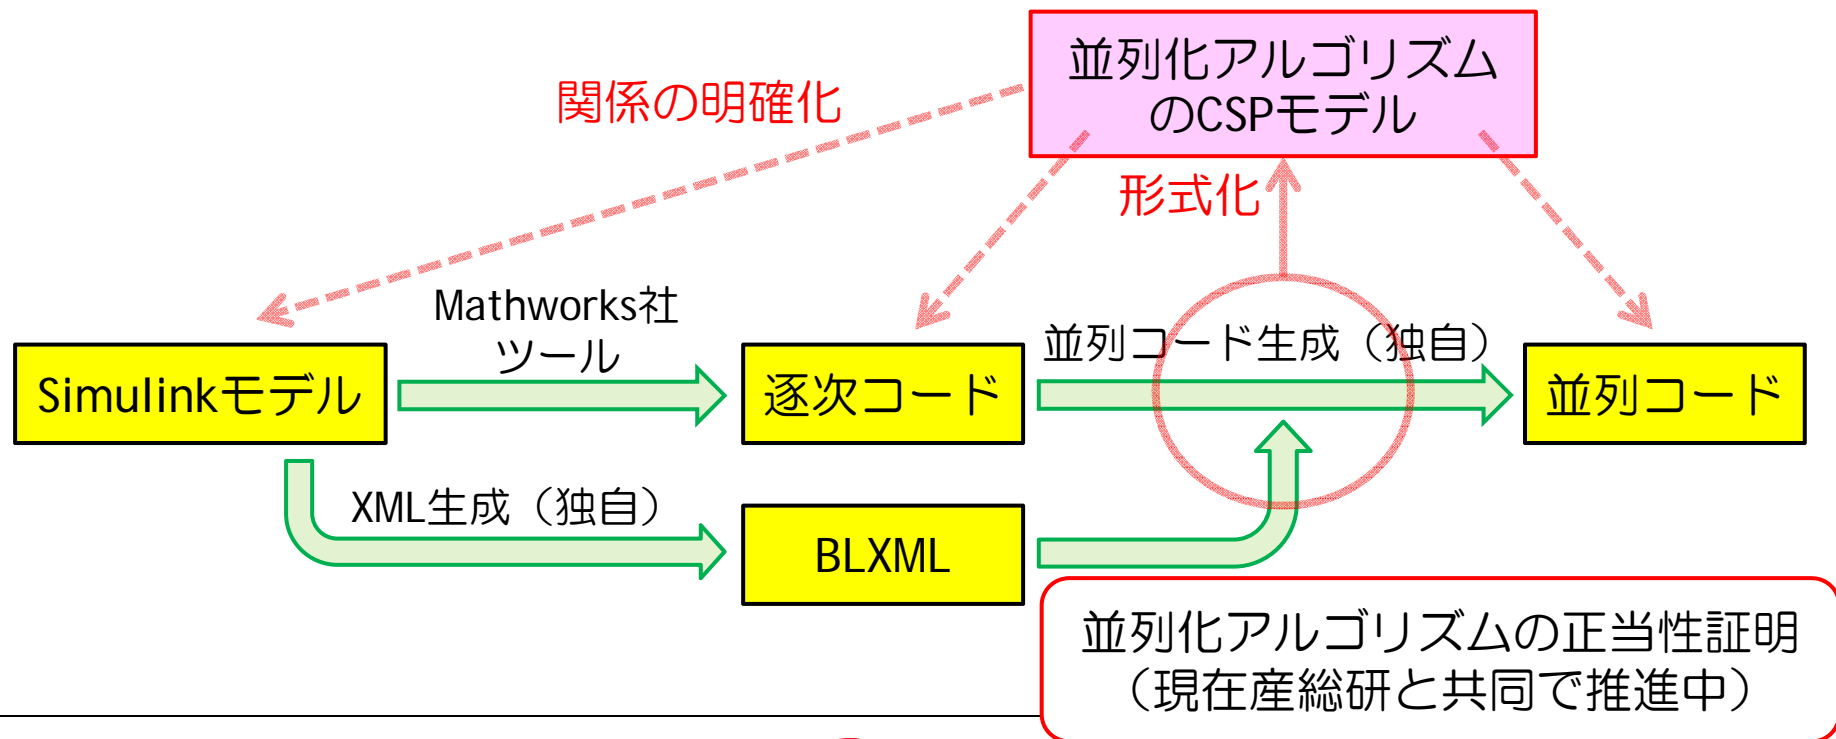 並列化アルゴリズム
のCSPモデル
関係の明確化
形式化
Mathworks社
ツール
並列コード生成（独自）
Simulinkモデル
逐次コード
並列コード
XML生成（独自）
BLXML
並列化アルゴリズムの正当性証明
（現在産総研と共同で推進中）